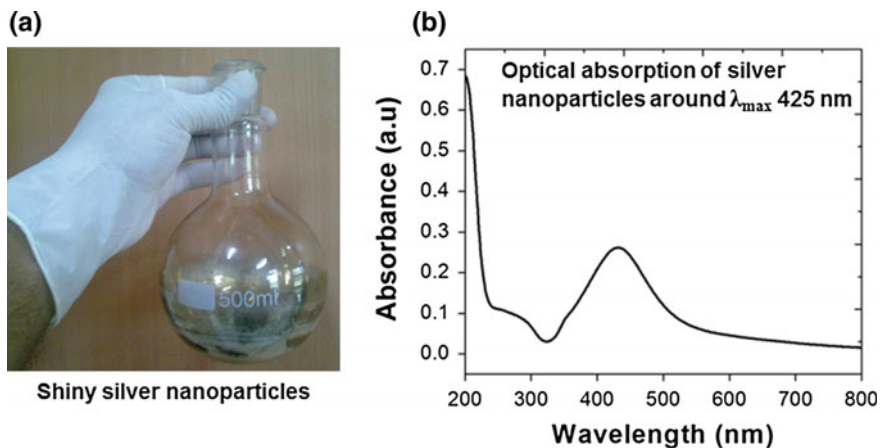 (a)
500ml
Shiny silver nanoparticles
(b)
Optical absorption of silver
nanoparticles around λmax 425 nm
Absorbance (a.u)
0.7
0.6
0.5
0.4
0.3
0.2
0.1
0.0
200 300 400 500 600 700 800
Wavelength (nm)